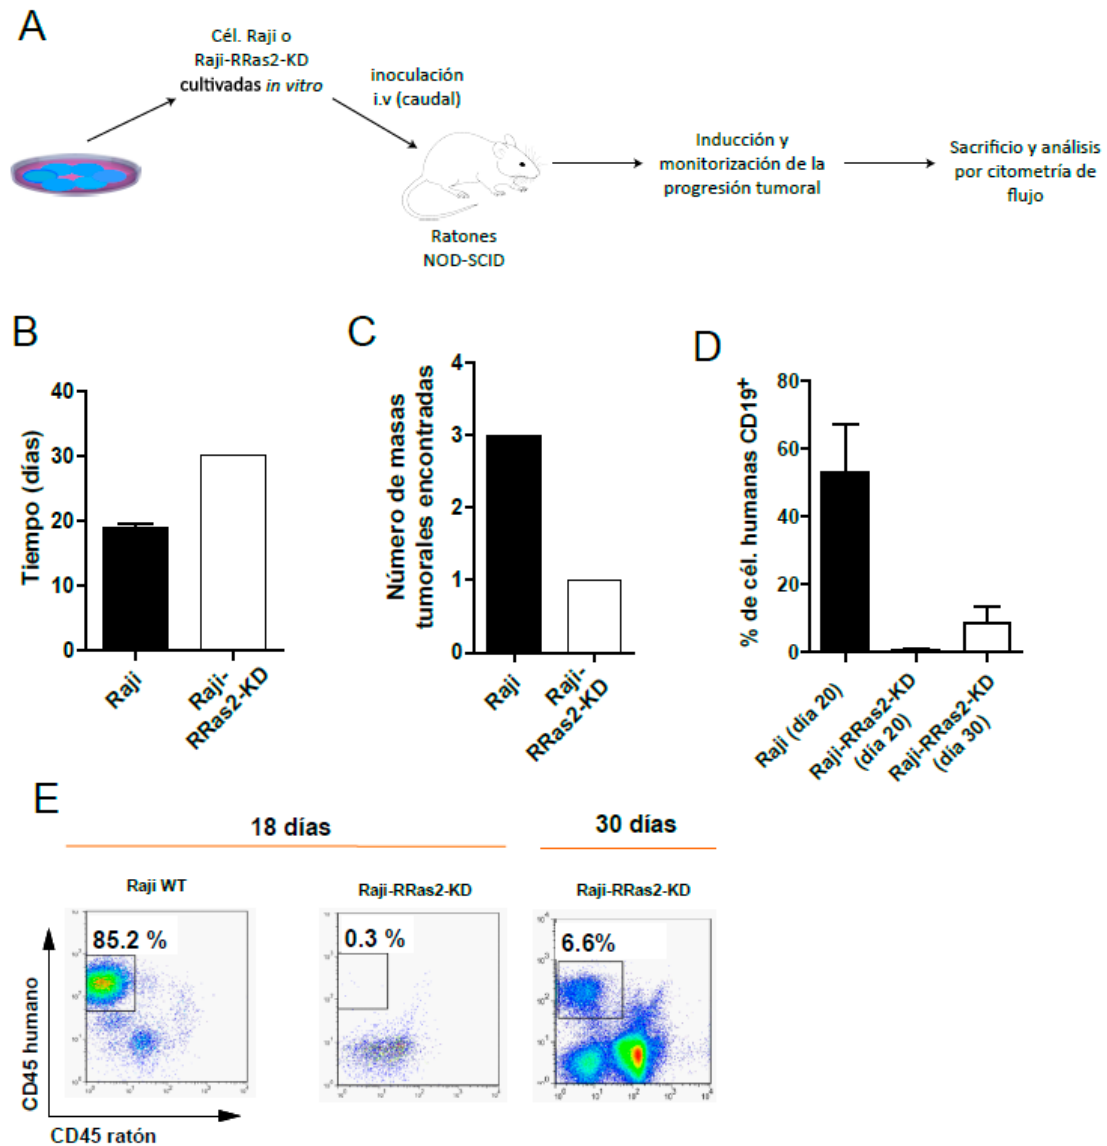 A
Cél. Raji o
Raji-RRas2-KD
cultivadas in vitro
inoculación
i.v (caudal)
Ratones
NOD-SCID
Inducción y
monitorización de la
progresión tumoral
Sacrificio y análisis
por citometría de
flujo
B
Tiempo (días)
40
30
20
10
0
Raji
Raji-
RRas2-KD
C
Número de masas
tumorales encontradas
4
3
2
1
0
Raji
Raji-
RRas2-KD
D
% de cél. humanas CD19+
80
60
40
20
0
Raji (día 20)
Raji-RRas2-KD
(día 20)
Raji-RRas2-KD
(día 30)
E
18 días
30 días
Raji WT
Raji-RRas2-KD
Raji-RRas2-KD
85.2 %
0.3 %
6.6%
CD45 humano
CD45 ratón